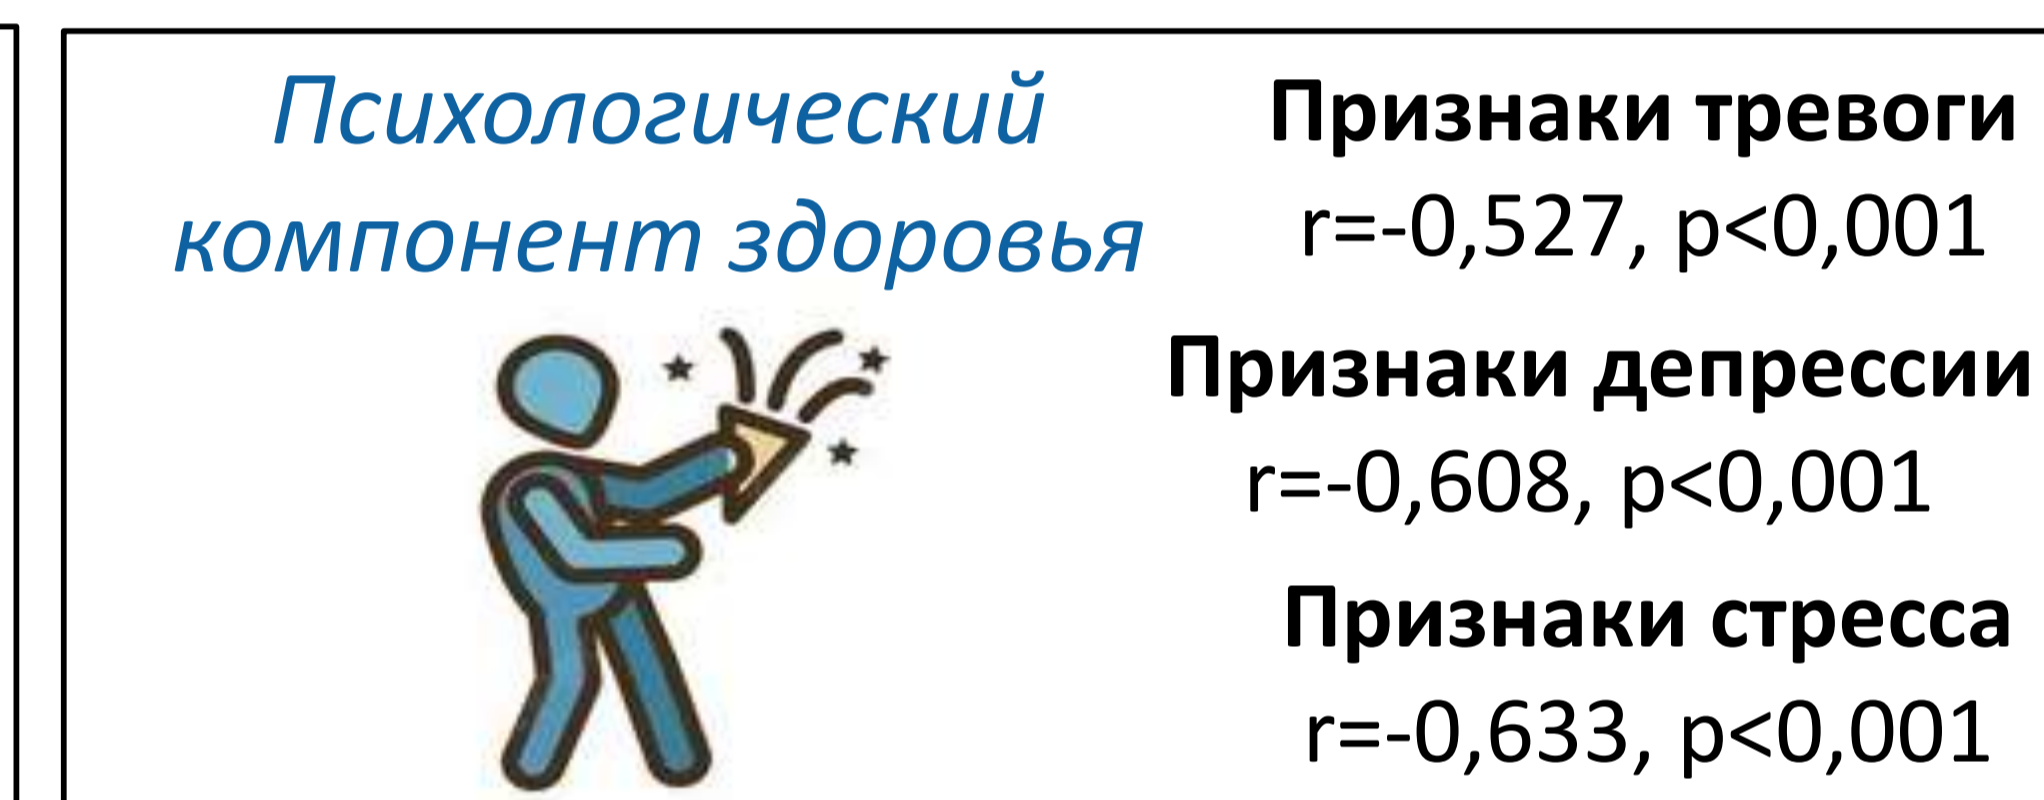 Психологический
компонент здоровья
Признаки тревоги
r=-0,527, p<0,001
Признаки депрессии
r=-0,608, p<0,001
Признаки стресса
r=-0,633, p<0,001